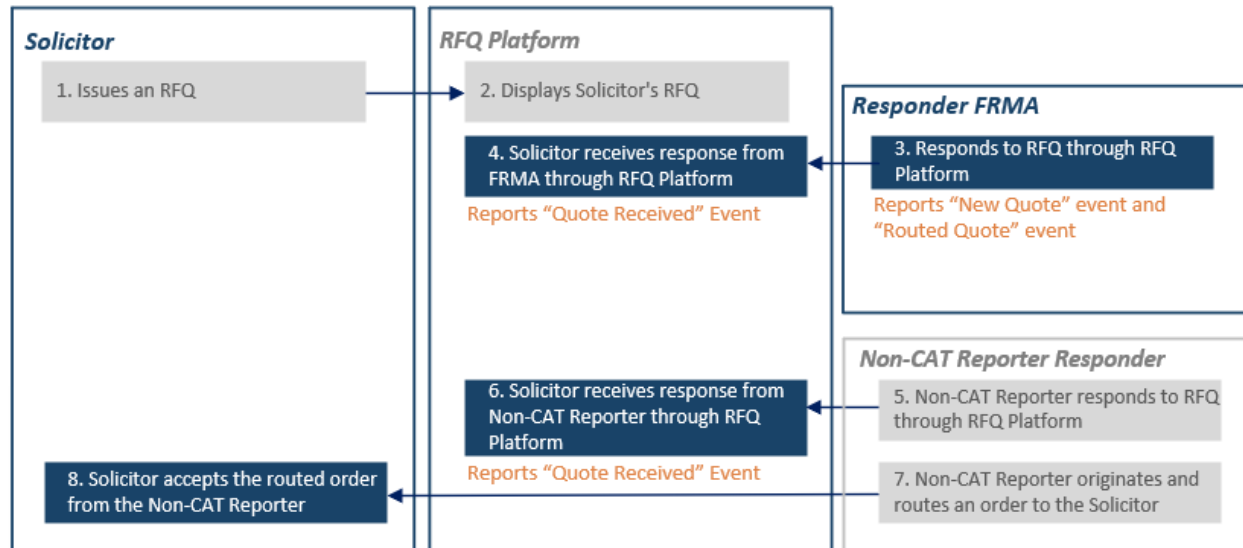 Solicitor
RFQ Platform
1. Issues an RFQ
2. Displays Solicitor's RFQ
Responder FRMA
4. Solicitor receives response from
FRMA through RFQ Platform
3. Responds to RFQ through RFQ
Platform
Reports “Quote Received” Event
Reports “New Quote” event and
“Routed Quote” event
Non-CAT Reporter Responder
6. Solicitor receives response from
Non-CAT Reporter through RFQ
Platform
5. Non-CAT Reporter responds to RFQ
through RFQ Platform
Reports “Quote Received” Event
8. Solicitor accepts the routed order
from the Non-CAT Reporter
7. Non-CAT Reporter originates and
routes an order to the Solicitor